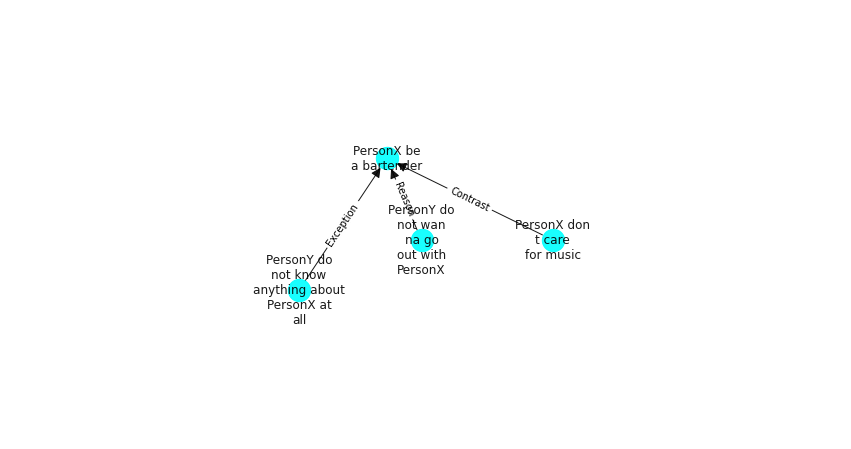 PersonX be
a bartender
Reason
Contrast
Exception
PersonY do
not wan
na go
out with
PersonX
PersonX don
t care
for music
PersonY do
not know
anything about
PersonX at
all